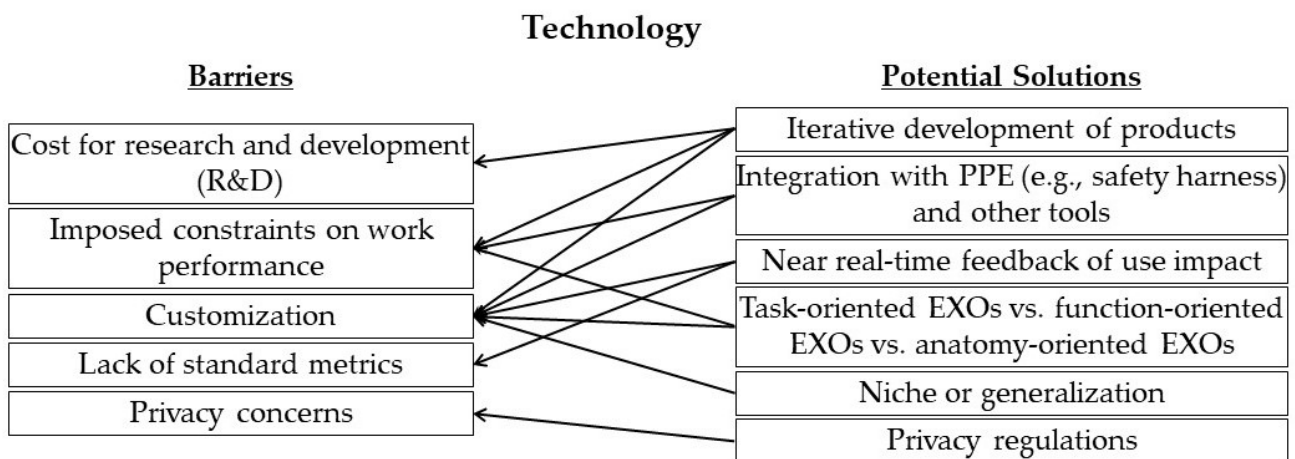 Technology
Barriers
Cost for research and development
(R&D)
Imposed constraints on work
performance
Customization
Lack of standard metrics
Privacy concerns
Potential Solutions
Iterative development of products
Integration with PPE (e.g., safety harness)
and other tools
Near real-time feedback of use impact
Task-oriented EXOs vs. function-oriented
EXOs vs. anatomy-oriented EXOs
Niche or generalization
Privacy regulations